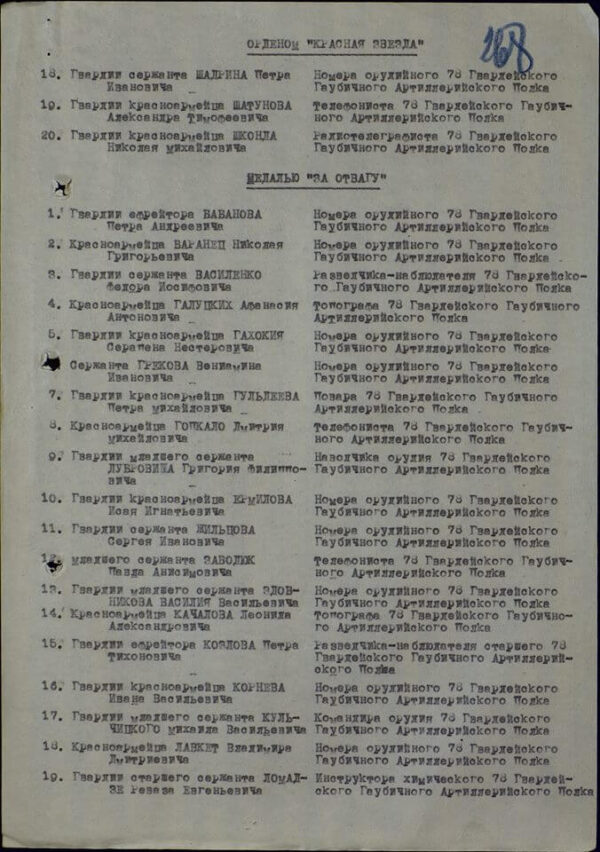 268
ОРДЕНОМ "КРАСНАЯ ЗВЕЗДА"
18. Гвардии сержанта ШАДРИНА Петра Номера орудийного 78 Гвардейского
Ивановича Гаубичного Артиллерийского Полка
19. Гвардии красноармейца ШАТУНОВА Телефониста 78 Гвардейского Гаубич-
Александра Тимофеевича ного Артиллерийского Полка
20. Гвардии красноармейца ШКОНДА Радиотелеграфиста 78 Гвардейского
Николая Михайловича Гаубичного Артиллерийского Полка
МЕДАЛЬЮ "ЗА ОТВАГУ"
1. Гвардии ефрейтора БАБАНОВА Номера орудийного 78 Гвардейского
Петра Андреевича Гаубичного Артиллерийского Полка
2. Красноармейца БАРАНЕЦ Николая Номера орудийного 78 Гвардейского
Григорьевича Гаубичного Артиллерийского Полка
3. Гвардии сержанта ВАСИЛЕНКО Разведчика-наблюдателя 78 Гвардейско-
Федора Иосифовича го Гаубичного Артиллерийского Полка
4. Красноармейца ГАЛУЦКИХ Афанасия Топографа 78 Гвардейского Гаубичного
Антоновича Артиллерийского Полка
5. Гвардии красноармейца ГАХОКИЯ Номера орудийного 78 Гвардейского
Серапена Нестеровича Гаубичного Артиллерийского Полка
Сержанта ГРЕКОВА Вениамина Номера орудийного 78 Гвардейского
Ивановича Гаубичного Артиллерийского Полка
7. Гвардии красноармейца ГУЛЬДЕЕВА Повара 78 Гвардейского Гаубичного
Петра Михайловича Артиллерийского Полка
8. Красноармейца ГОЦКАЛО Дмитрия Телефониста 78 Гвардейского Гаубич-
Михайловича ного Артиллерийского Полка
9. Гвардии младшего сержанта Наводчика орудия 78 Гвардейского
ДУБРОВИЧА Григория Филиппо- Гаубичного Артиллерийского Полка
вича
10. Гвардии красноармейца ЕРМИЛОВА Номера орудийного 78 Гвардейского
Исая Игнатьевича Гаубичного Артиллерийского Полка
11. Гвардии сержанта ЖИЛЬЦОВА Номера орудийного 78 Гвардейского
Сергея Ивановича Гаубичного Артиллерийского Полка
12. младшего сержанта ЗАВОДЮК Телефониста 78 Гвардейского Гаубич-
Павла Анисимовича ного Артиллерийского Полка
13. Гвардии младшего сержанта ЗДОВ- Номера орудийного 78 Гвардейского
НИКОВА ВАСИЛИЯ Васильевича Гаубичного Артиллерийского Полка
14. Красноармейца КАЧАЛОВА Леонида Топографа 78 Гвардейского Гаубично-
Александровича го Артиллерийского Полка
15. Гвардии ефрейтора КОЗЛОВА Петра Разведчика-наблюдателя старшего 78
Тихоновича Гвардейского Гаубичного Артиллерий-
ского Полка
16. Гвардии красноармейца КОРНЕВА Номера орудийного 78 Гвардейского
Ивана Васильевича Гаубичного Артиллерийского Полка
17. Гвардии младшего сержанта КУЛЬ- Командира орудия 78 Гвардейского
ЧИЦКОГО Михаила Васильевича Гаубичного Артиллерийского Полка
18. Красноармейца ЛАВКЕТ Владимира Номера орудийного 78 Гвардейского
Дмитриевича Гаубичного Артиллерийского Полка
19. Гвардии старшего сержанта ЛОМАД- Инструктора химического 78 Гвардей-
ЗЕ Реваза Евгеньевича ского Гаубичного Артиллерийского Полка